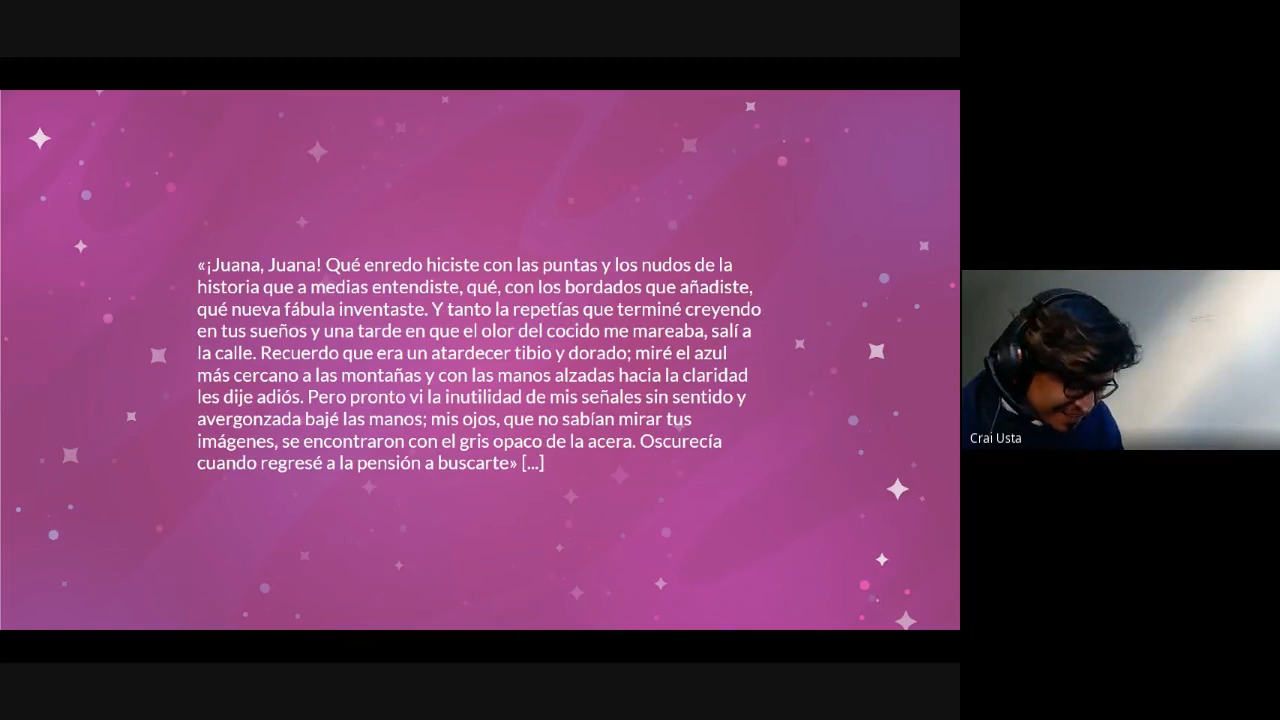 «¡Juana, Juana! Qué enredo hiciste con las puntas y los nudos de la
historia que a medias entendiste, qué, con los bordados que añadiste,
qué nueva fábula inventaste. Y tanto la repetías que terminé creyendo
en tus sueños y una tarde en que el olor del cocido me mareaba, salí a
la calle. Recuerdo que era un atardecer tibio y dorado; miré el azul
más cercano a las montañas y con las manos alzadas hacia la claridad
les dije adiós. Pero pronto vi la inutilidad de mis señales sin sentido y
avergonzada bajé las manos; mis ojos, que no sabían mirar tus
imágenes, se encontraron con el gris opaco de la acera. Oscurecía
cuando regresé a la pensión a buscarte» [...]
Crai Usta